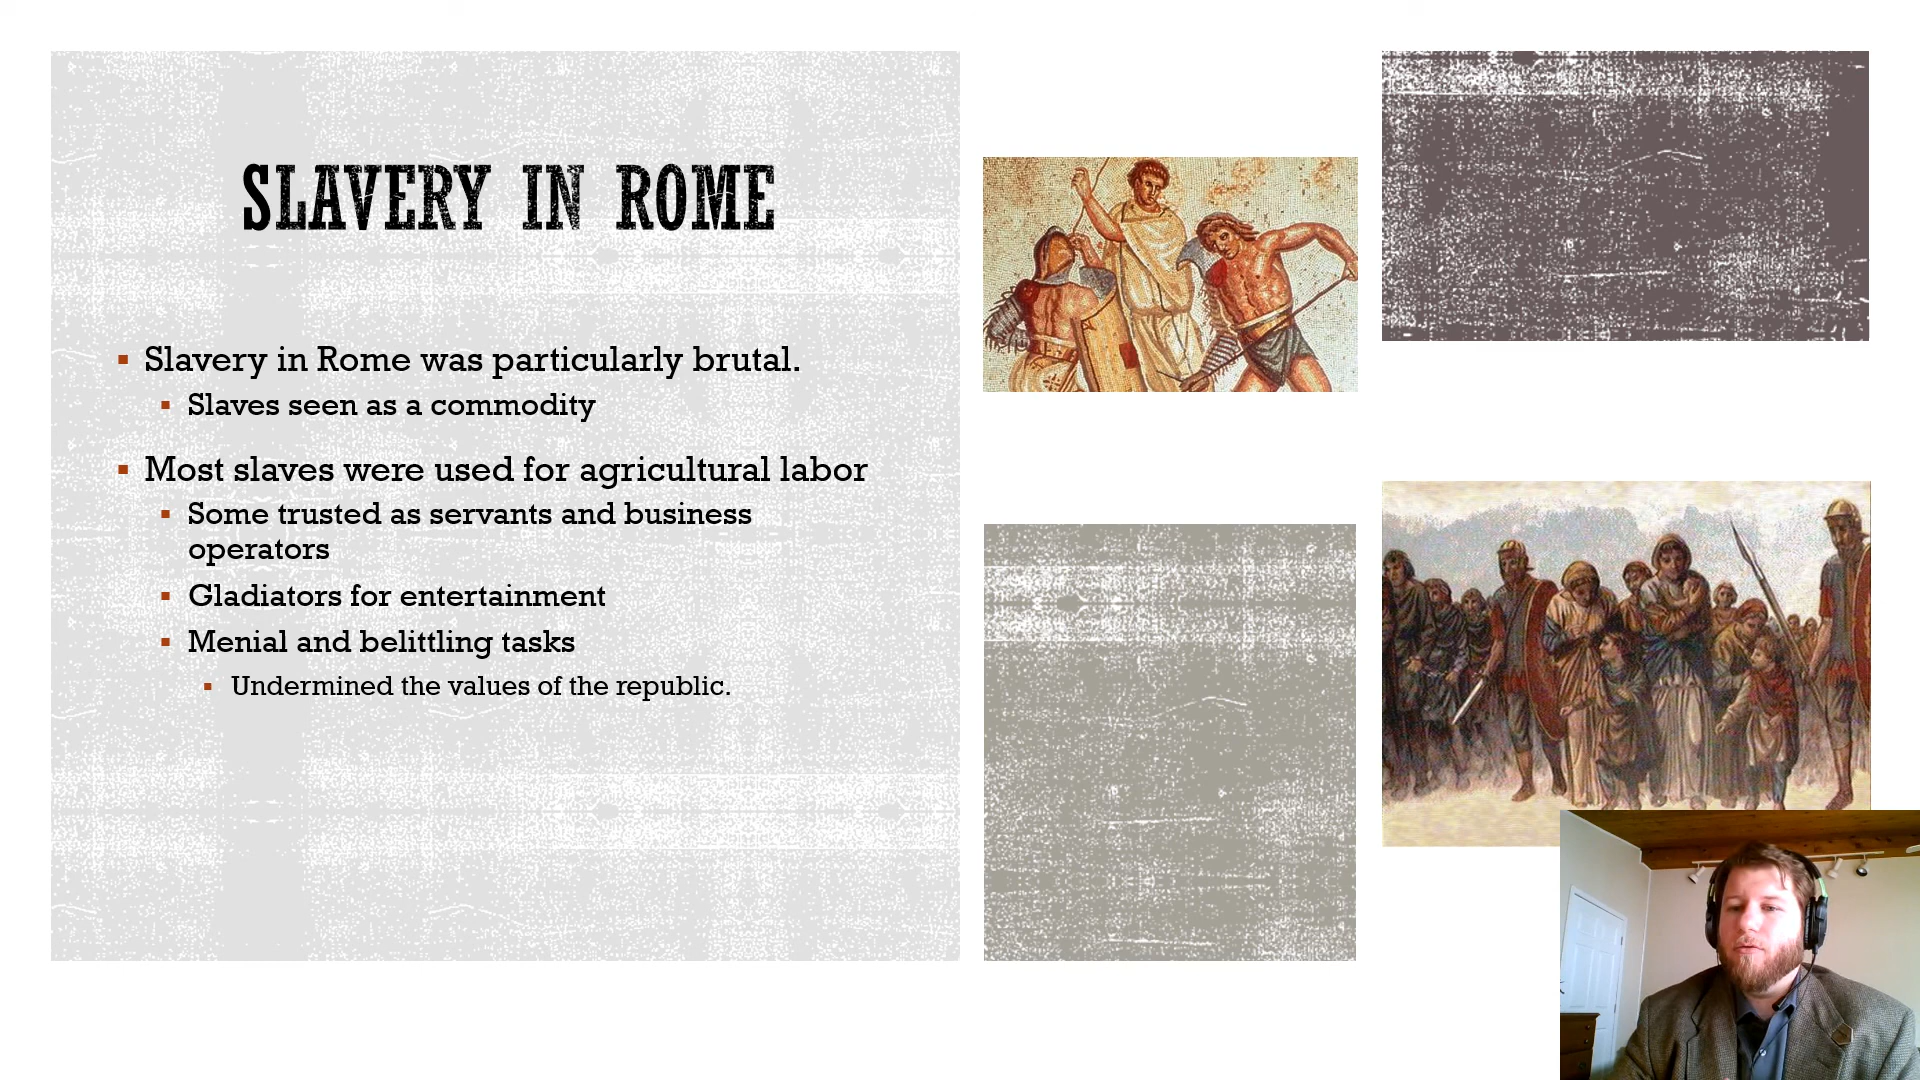 SLAVERY IN ROME
Slavery in Rome was particularly brutal.
Slaves seen as a commodity
Most slaves were used for agricultural labor
Some trusted as servants and business
operators
Gladiators for entertainment
Menial and belittling tasks
Undermined the values of the republic.